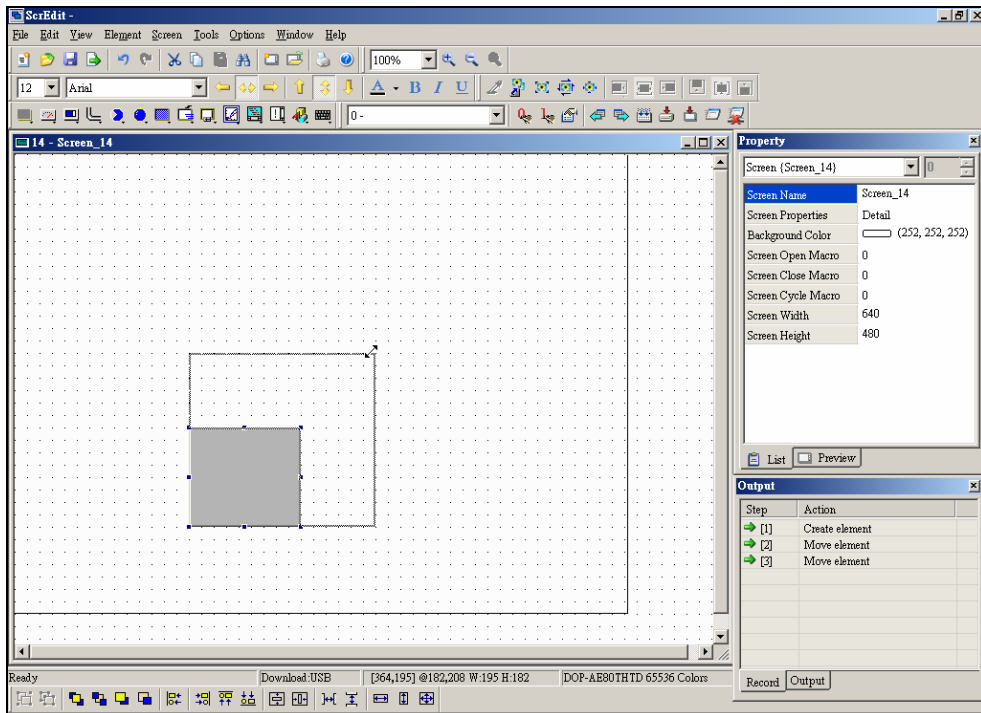 ScrEdit -
File Edit View Element Screen Tools Options Window Help
100%
12 Arial A B I U
0 -
14 - Screen_14
Property
Screen {Screen_14} 0
Screen Name Screen_14
Screen Properties Detail
Background Color (252, 252, 252)
Screen Open Macro 0
Screen Close Macro 0
Screen Cycle Macro 0
Screen Width 640
Screen Height 480
List Preview
Output
Step Action
[1] Create element
[2] Move element
[3] Move element
Record Output
Ready Download:USB [364,195] @182,208 W:195 H:182 DOP-AE80THTD 65536 Colors